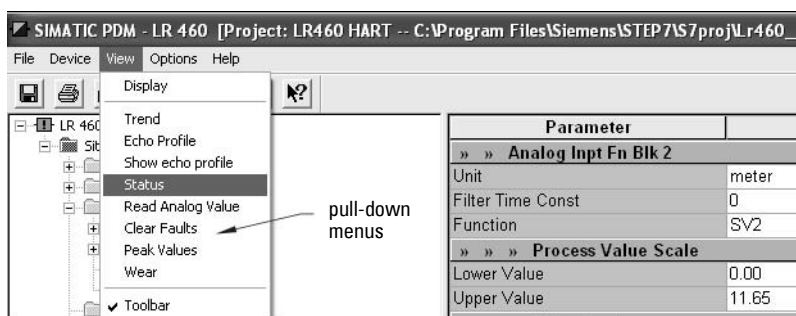 SIMATIC PDM - LR 460 [Project: LR460 HART -- C:\Program Files\Siemens\STEP7\S7proj\Lr460_
File Device View Options Help
Display
Trend
Echo Profile
Show echo profile
Status
Read Analog Value
Clear Faults
Peak Values
Wear
✔ Toolbar
LR 460
Sit
pull-down
menus
Parameter
» » Analog Inpt Fn Blk 2
Unit meter
Filter Time Const 0
Function SV2
» » » Process Value Scale
Lower Value 0.00
Upper Value 11.65